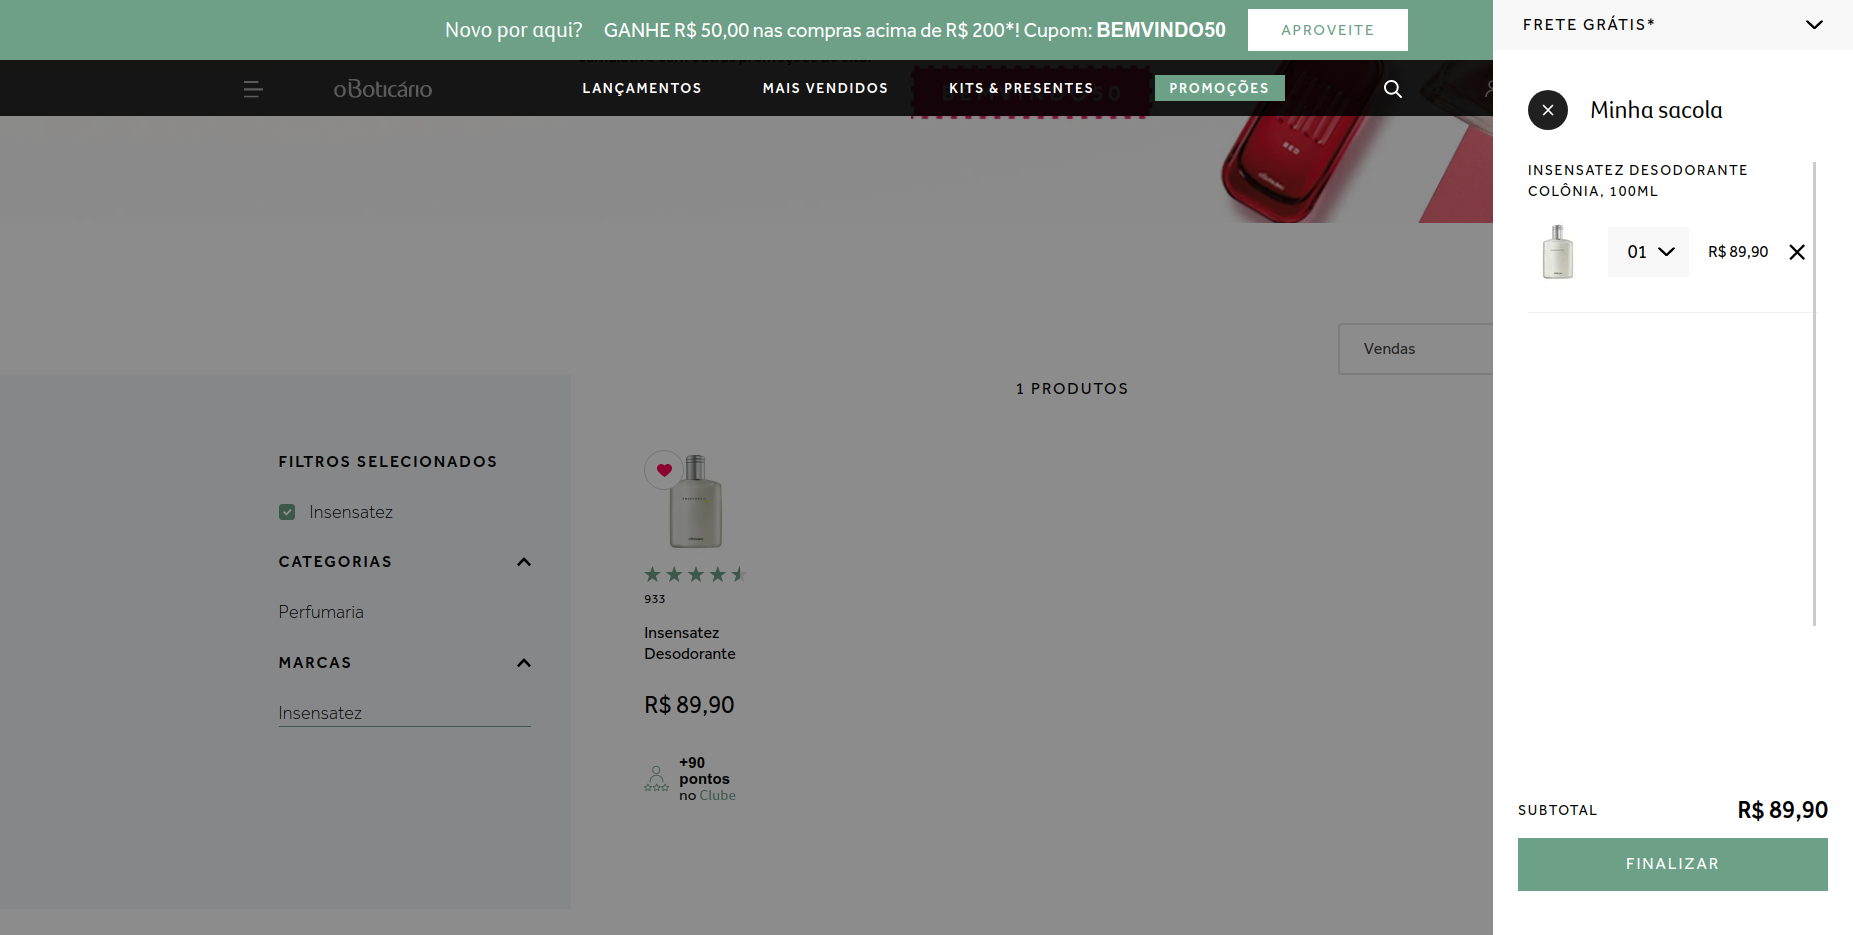 Novo por aqui? GANHE R$ 50,00 nas compras acima de R$ 200*! Cupom: BEMVINDO50 APROVEITE
oBoticário LANÇAMENTOS MAIS VENDIDOS KITS & PRESENTES PROMOÇÕES
RED
Vendas
1 PRODUTOS
FILTROS SELECIONADOS
Insensatez
CATEGORIAS
Perfumaria
MARCAS
Insensatez
933
Insensatez
Desodorante
R$ 89,90
+90
pontos
no Clube
FRETE GRÁTIS*
Minha sacola
INSENSATEZ DESODORANTE
COLÔNIA, 100ML
01 R$ 89,90
SUBTOTAL R$ 89,90
FINALIZAR